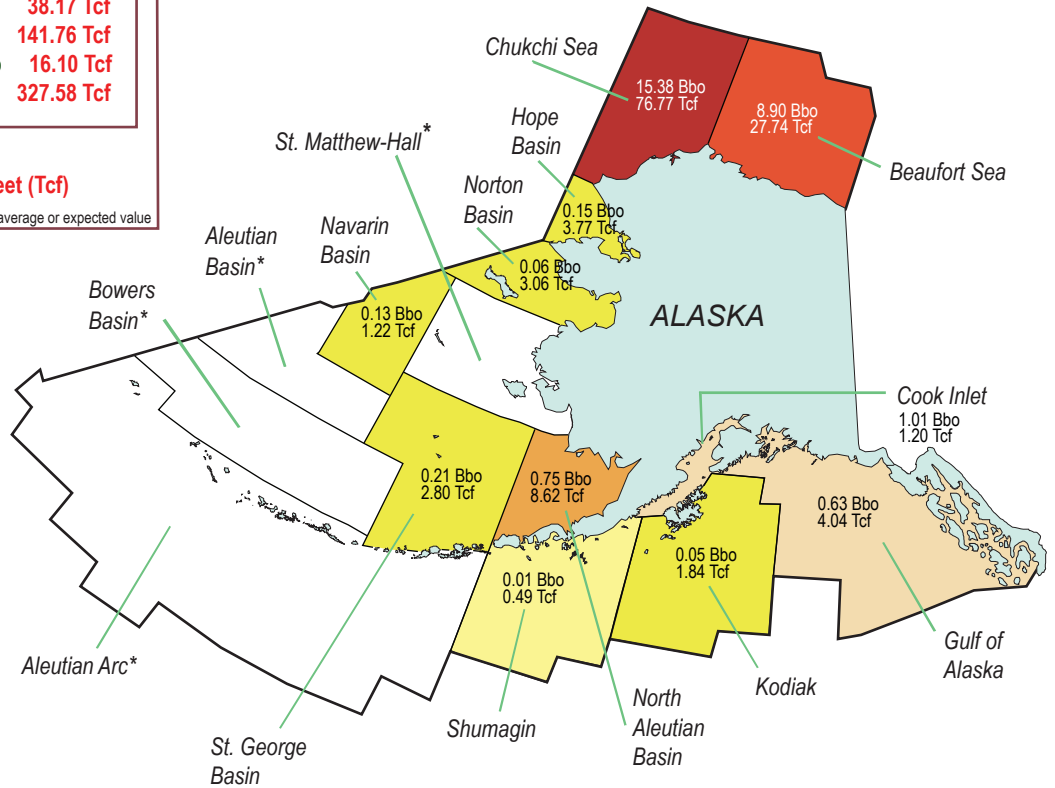 38.17 Tcf
141.76 Tcf
16.10 Tcf
327.58 Tcf
eet (Tcf)
average or expected value
Chukchi Sea
15.38 Bbo
76.77 Tcf
8.90 Bbo
27.74 Tcf
Beaufort Sea
Hope
Basin
0.15 Bbo
3.77 Tcf
St. Matthew-Hall*
Norton
Basin
0.06 Bbo
3.06 Tcf
Navarin
Basin
0.13 Bbo
1.22 Tcf
Aleutian
Basin*
Bowers
Basin*
ALASKA
Cook Inlet
1.01 Bbo
1.20 Tcf
0.21 Bbo
2.80 Tcf
0.75 Bbo
8.62 Tcf
0.63 Bbo
4.04 Tcf
0.01 Bbo
0.49 Tcf
0.05 Bbo
1.84 Tcf
Aleutian Arc*
St. George
Basin
Shumagin
North
Aleutian
Basin
Kodiak
Gulf of
Alaska